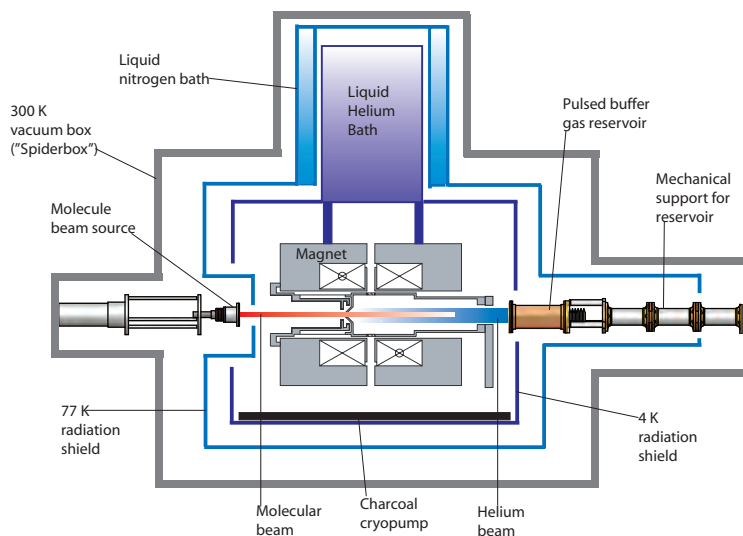 Liquid
nitrogen bath
Liquid
Helium
Bath
Pulsed buffer
gas reservoir
300 K
vacuum box
("Spiderbox")
Mechanical
support for
reservoir
Molecule
beam source
Magnet
77 K
radiation
shield
4 K
radiation
shield
Molecular
beam
Charcoal
cryopump
Helium
beam